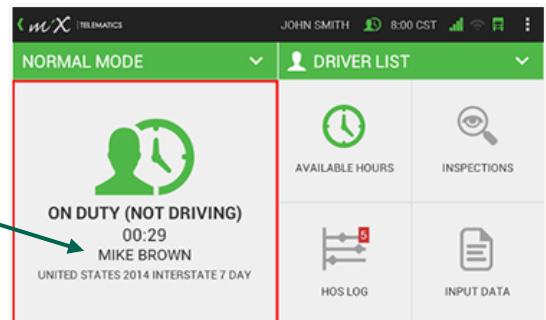 miX TELEMATICS
JOHN SMITH 8:00 CST
NORMAL MODE
DRIVER LIST
ON DUTY (NOT DRIVING)
00:29
MIKE BROWN
UNITED STATES 2014 INTERSTATE 7 DAY
AVAILABLE HOURS
INSPECTIONS
5
HOS LOG
INPUT DATA